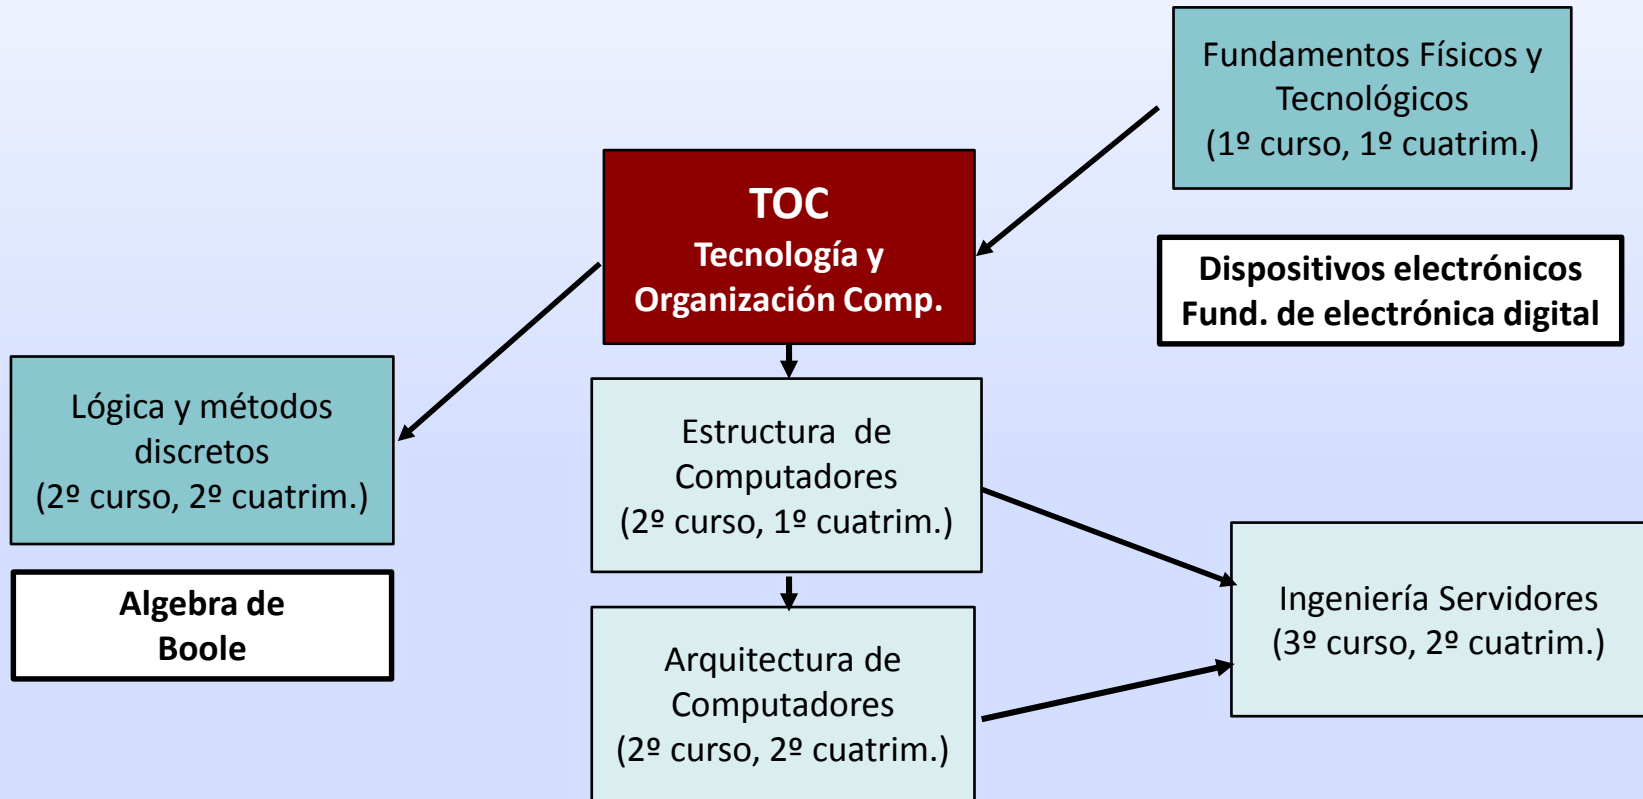 Fundamentos Físicos y
Tecnológicos
(1º curso, 1º cuatrim.)
TOC
Tecnología y
Organización Comp.
Dispositivos electrónicos
Fund. de electrónica digital
Lógica y métodos
discretos
(2º curso, 2º cuatrim.)
Algebra de
Boole
Estructura de
Computadores
(2º curso, 1º cuatrim.)
Arquitectura de
Computadores
(2º curso, 2º cuatrim.)
Ingeniería Servidores
(3º curso, 2º cuatrim.)